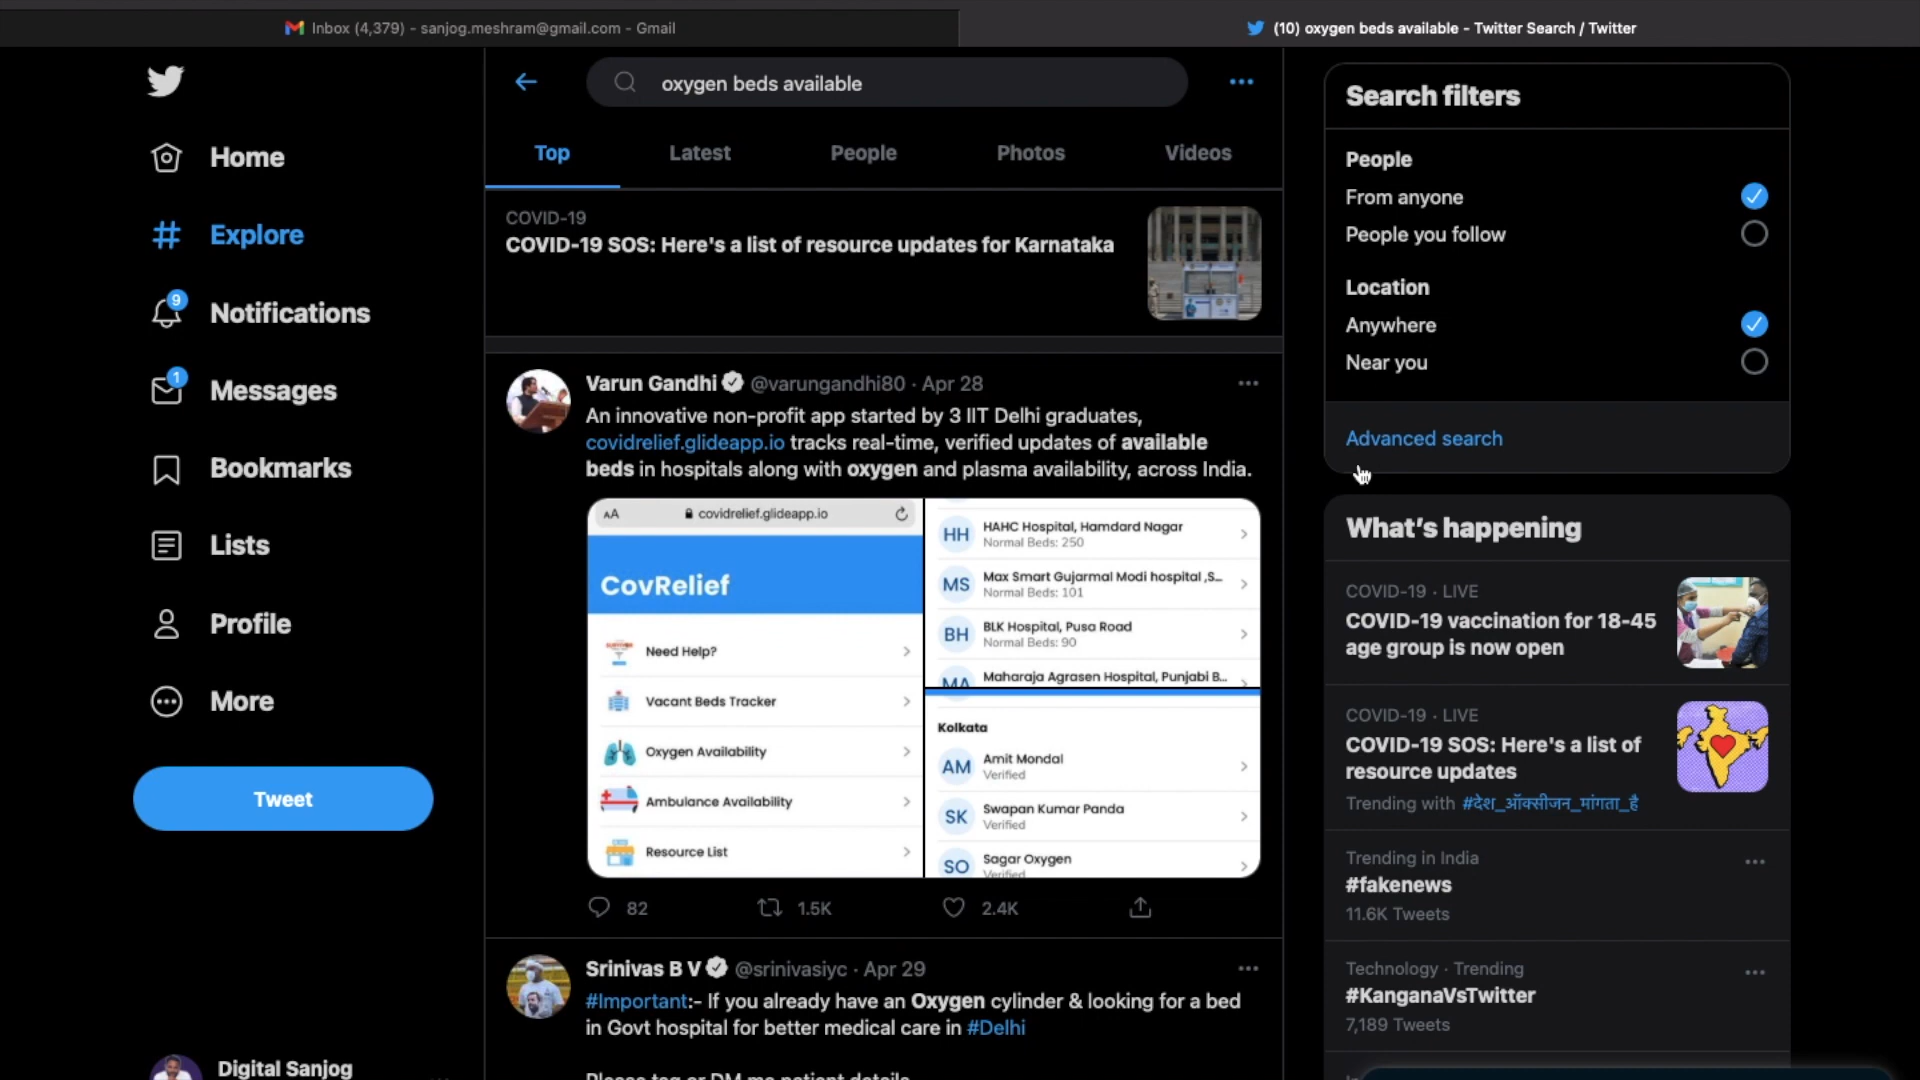 Inbox (4,379) - sanjog.meshram@gmail.com - Gmail
(10) oxygen beds available - Twitter Search / Twitter
Home
Explore
9
Notifications
1
Messages
Bookmarks
Lists
Profile
More
Tweet
Digital Sanjog
oxygen beds available
Top
Latest
People
Photos
Videos
COVID-19
COVID-19 SOS: Here's a list of resource updates for Karnataka
Varun Gandhi @varungandhi80 · Apr 28
An innovative non-profit app started by 3 IIT Delhi graduates,
covidrelief.glideapp.io tracks real-time, verified updates of available
beds in hospitals along with oxygen and plasma availability, across India.
AA covidrelief.glideapp.io
CovRelief
Need Help?
Vacant Beds Tracker
Oxygen Availability
Ambulance Availability
Resource List
HH HAHC Hospital, Hamdard Nagar
Normal Beds: 250
MS Max Smart Gujarmal Modi hospital ,S...
Normal Beds: 101
BH BLK Hospital, Pusa Road
Normal Beds: 90
MA Maharaja Agrasen Hospital, Punjabi B...
Kolkata
AM Amit Mondal
Verified
SK Swapan Kumar Panda
Verified
SO Sagar Oxygen
Verified
82
1.5K
2.4K
Srinivas B V @srinivasiyc · Apr 29
#Important:- If you already have an Oxygen cylinder & looking for a bed
in Govt hospital for better medical care in #Delhi
Please tag or DM me patient details
Search filters
People
From anyone
People you follow
Location
Anywhere
Near you
Advanced search
What's happening
COVID-19 · LIVE
COVID-19 vaccination for 18-45
age group is now open
COVID-19 · LIVE
COVID-19 SOS: Here's a list of
resource updates
Trending with #देश_ऑक्सीजन_मांगता_है
Trending in India
#fakenews
11.6K Tweets
Technology · Trending
#KanganaVsTwitter
7,189 Tweets